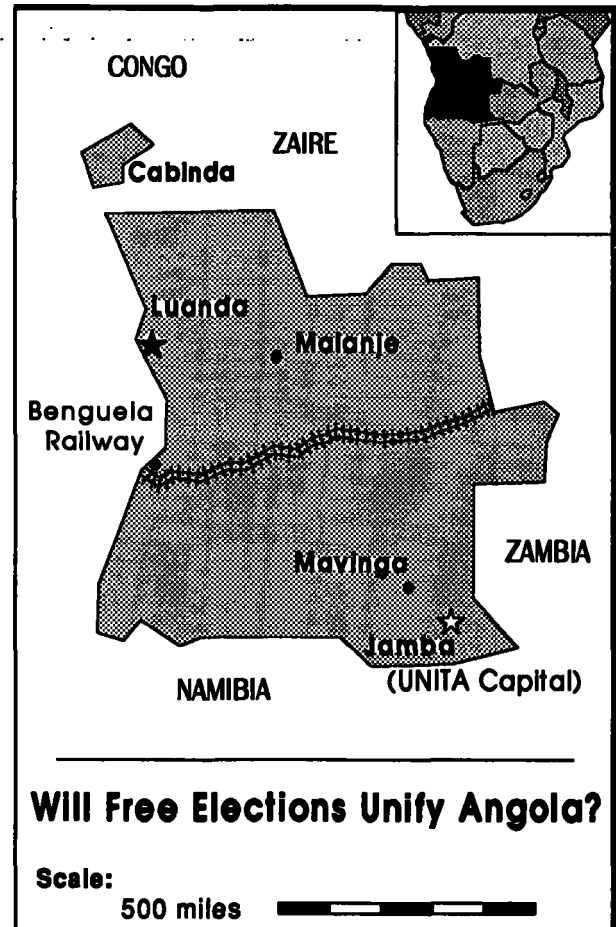 CONGO
ZAIRE
Cabinda
Luanda
Malanje
Benguela
Railway
ZAMBIA
Mavinga
Jamba
(UNITA Capital)
NAMIBIA
Will Free Elections Unify Angola?
Scale:
500 miles